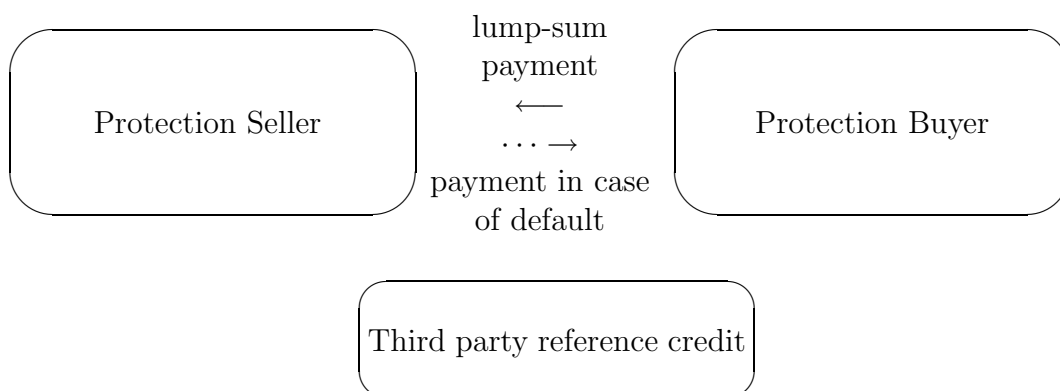 lump-sum
payment
Protection Seller
←
Protection Buyer
··· →
payment in case
of default
Third party reference credit